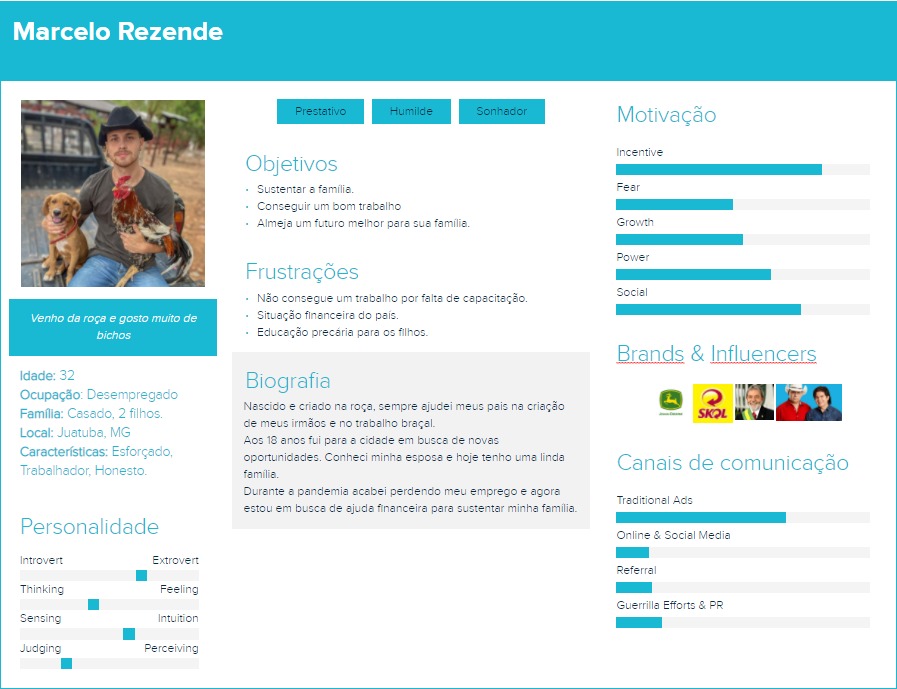 Marcelo Rezende
Venho da roça e gosto muito de
bichos
Idade: 32
Ocupação: Desempregado
Família: Casado, 2 filhos.
Local: Juatuba, MG
Características: Esforçado,
Trabalhador, Honesto.
Personalidade
Introvert Extrovert
Thinking Feeling
Sensing Intuition
Judging Perceiving
Prestativo Humilde Sonhador
Objetivos
Sustentar a família.
Conseguir um bom trabalho
Almeja um futuro melhor para sua família.
Frustrações
Não consegue um trabalho por falta de capacitação.
Situação financeira do país.
Educação precária para os filhos.
Biografia
Nascido e criado na roça, sempre ajudei meus pais na criação
de meus irmãos e no trabalho braçal.
Aos 18 anos fui para a cidade em busca de novas
oportunidades. Conheci minha esposa e hoje tenho uma linda
família.
Durante a pandemia acabei perdendo meu emprego e agora
estou em busca de ajuda financeira para sustentar minha família.
Motivação
Incentive
Fear
Growth
Power
Social
Brands & Influencers
SKOL
Canais de comunicação
Traditional Ads
Online & Social Media
Referral
Guerrilla Efforts & PR